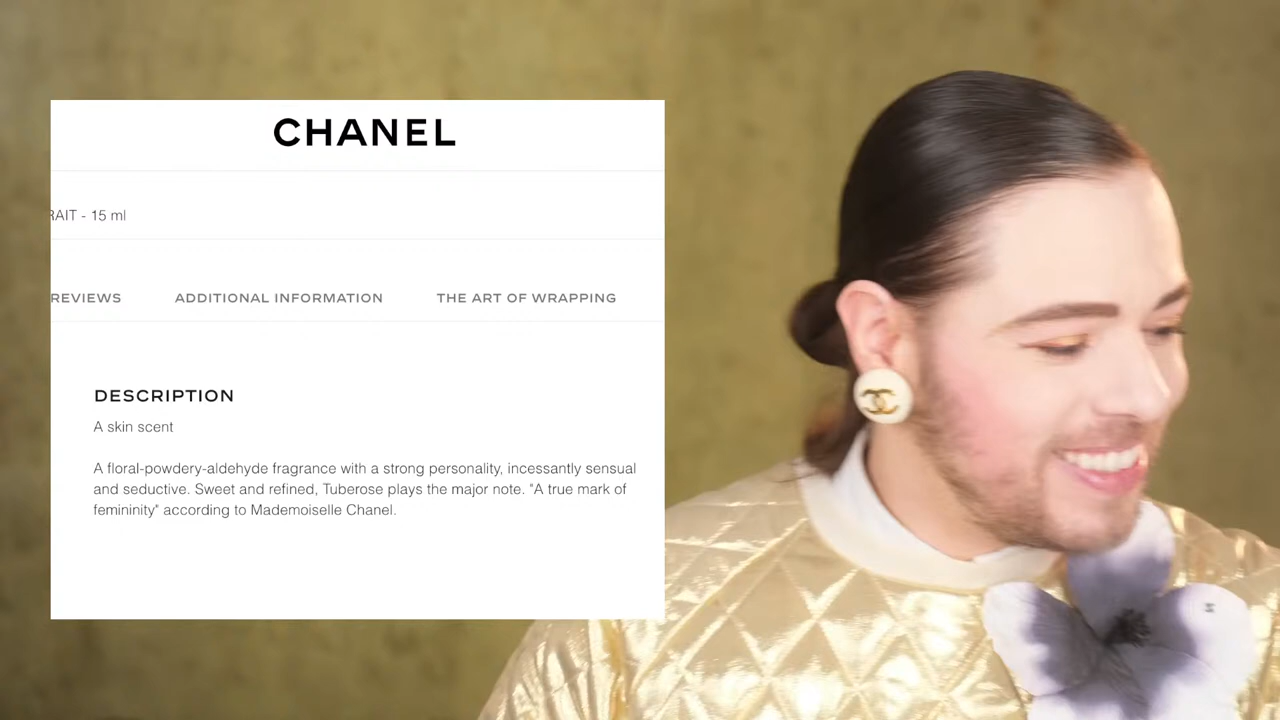 CHANEL
RAIT - 15 ml
REVIEWS ADDITIONAL INFORMATION THE ART OF WRAPPING
DESCRIPTION
A skin scent
A floral-powdery-aldehyde fragrance with a strong personality, incessantly sensual
and seductive. Sweet and refined, Tuberose plays the major note. "A true mark of
femininity" according to Mademoiselle Chanel.